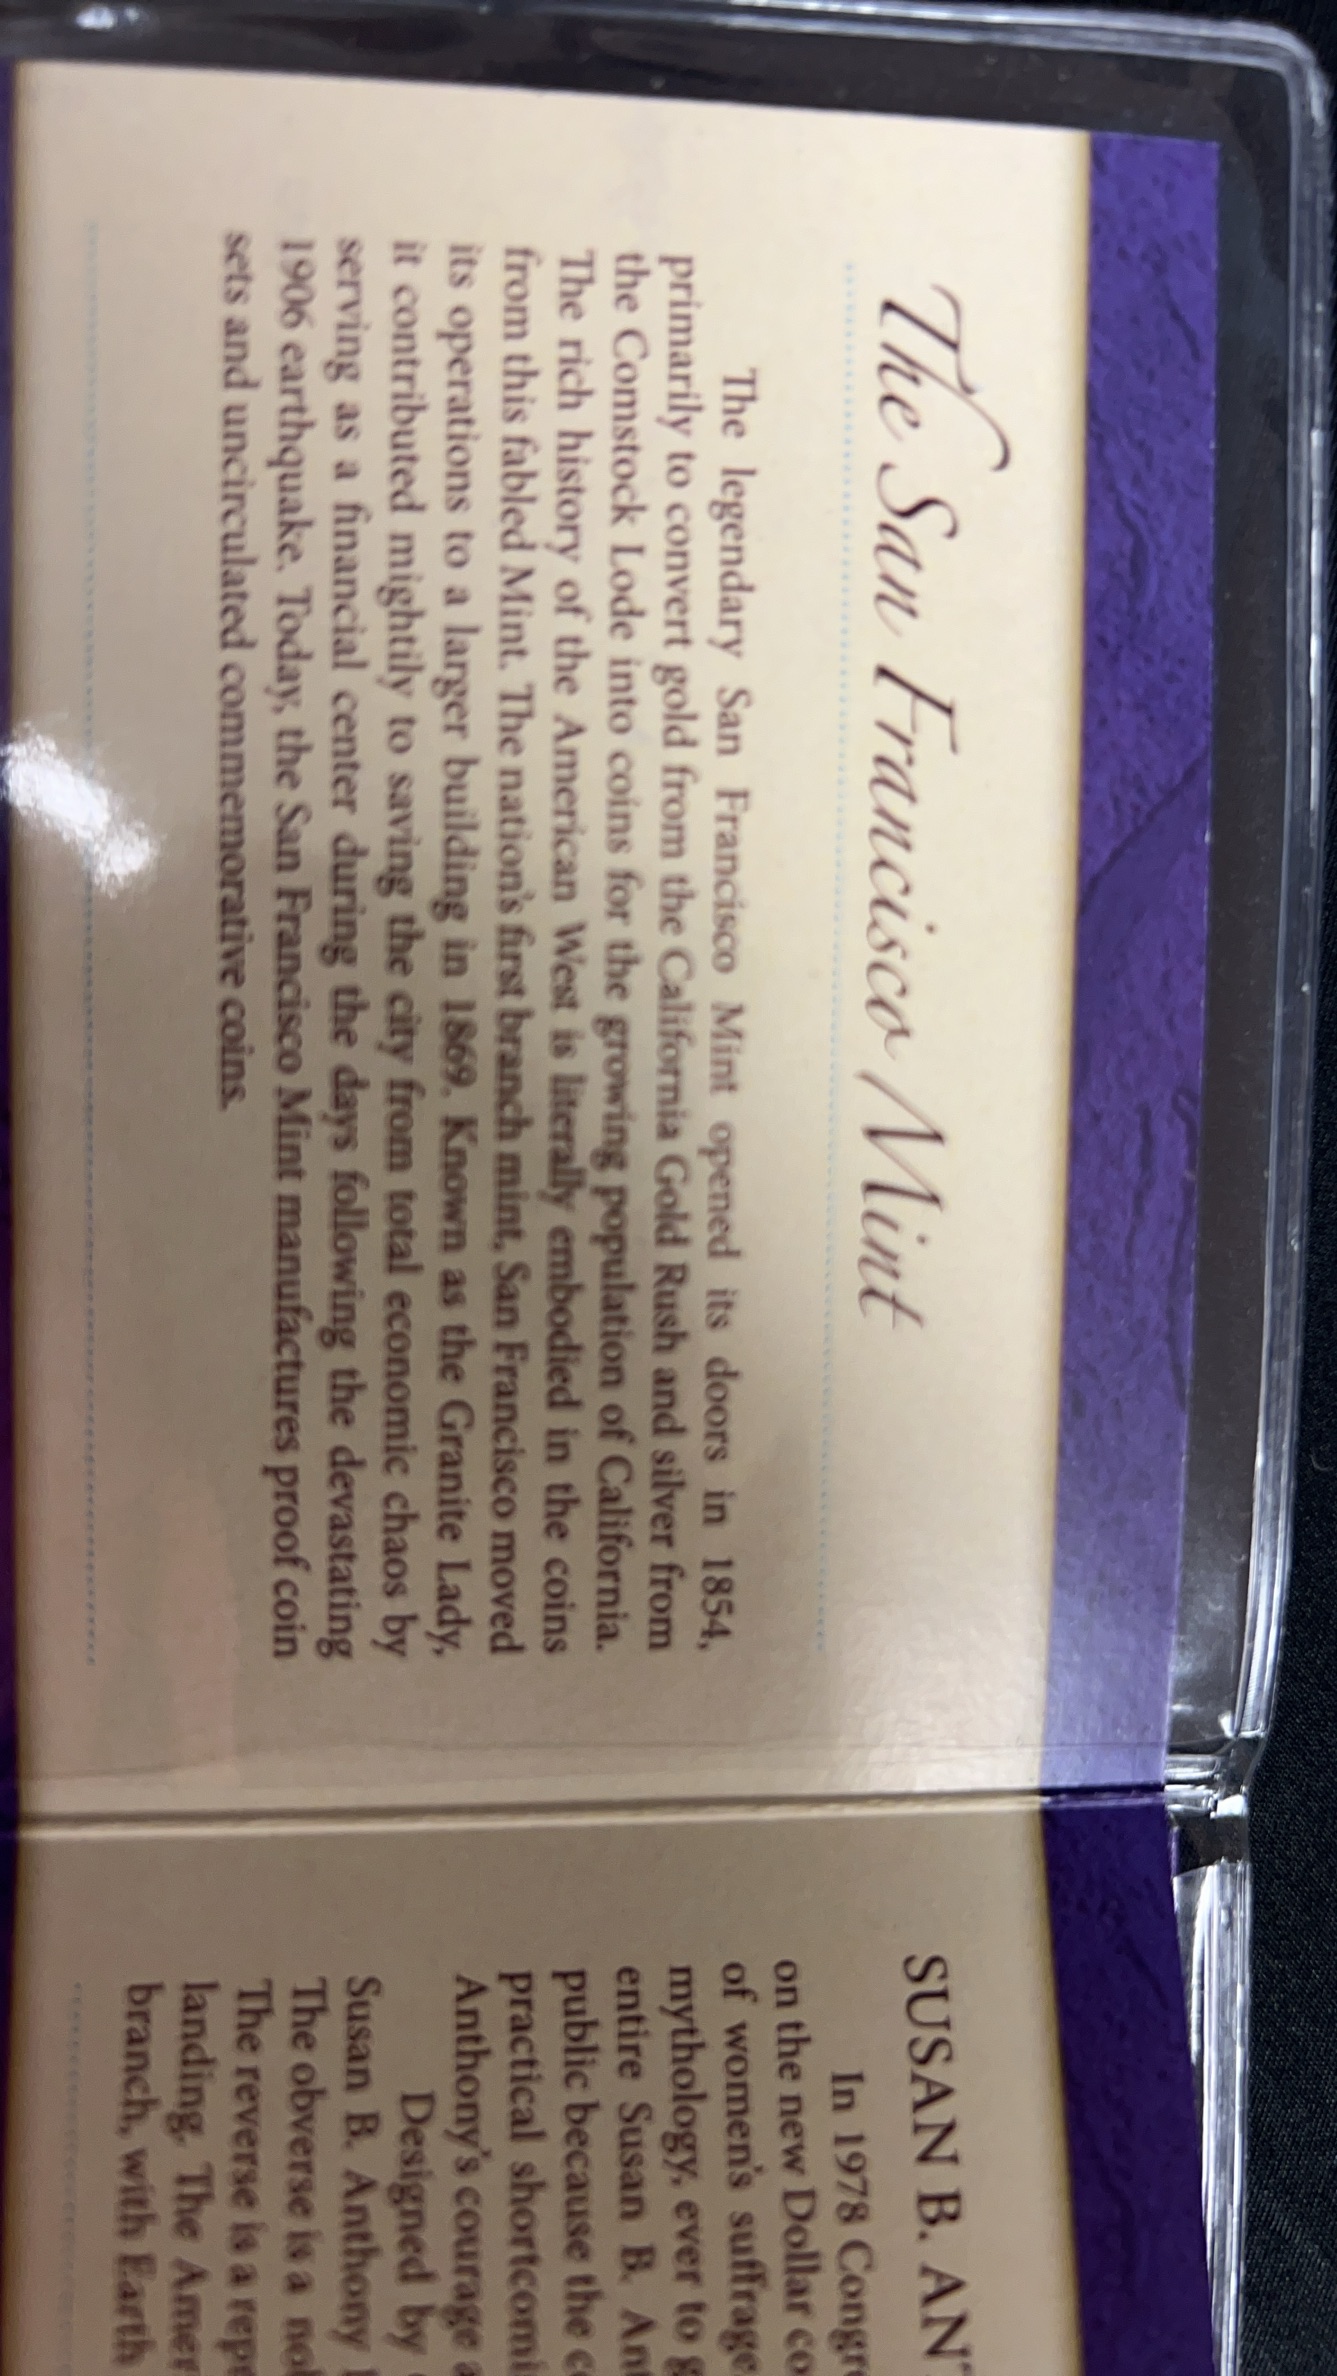 The San Francisco Mint
The legendary San Francisco Mint opened its doors in 1854,
primarily to convert gold from the California Gold Rush and silver from
the Comstock Lode into coins for the growing population of California.
The rich history of the American West is literally embodied in the coins
from this fabled Mint. The nation's first branch mint, San Francisco moved
its operations to a larger building in 1869. Known as the Granite Lady,
it contributed mightily to saving the city from total economic chaos by
serving as a financial center during the days following the devastating
1906 earthquake. Today, the San Francisco Mint manufactures proof coin
sets and uncirculated commemorative coins.
SUSAN B. AN
In 1978 Congr
on the new Dollar co
of women's suffrage
mythology, ever to g
entire Susan B. Ant
public because the c
practical shortcomi
Anthony's courage a
Designed by
Susan B. Anthony
The obverse is a no
The reverse is a rep
landing. The Amer
branch, with Earth